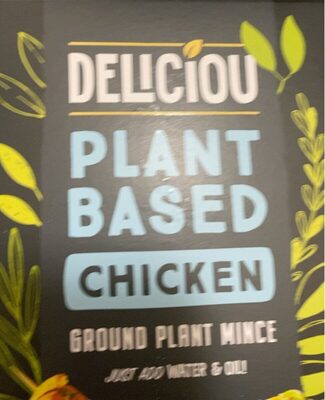 DELICIOU
PLANT
BASED
CHICKEN
GROUND PLANT MINCE
JUST ADD WATER & OIL!